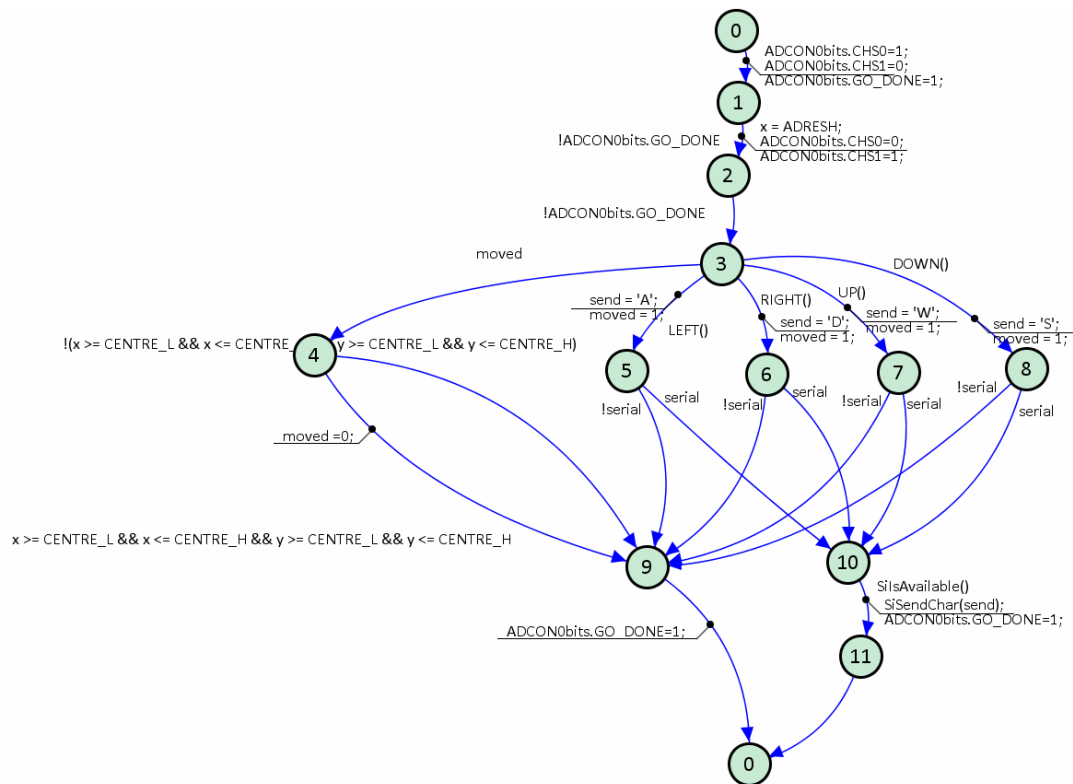 0
ADCON0bits.CHS0=1;
ADCON0bits.CHS1=0;
ADCON0bits.GO_DONE=1;
1
x = ADRESH;
!ADCON0bits.GO_DONE
ADCON0bits.CHS0=0;
ADCON0bits.CHS1=1;
2
!ADCON0bits.GO_DONE
moved
3
DOWN()
send = 'A';
moved = 1;
LEFT()
RIGHT()
send = 'D';
moved = 1;
UP()
send = 'W';
moved = 1;
send = 'S';
moved = 1;
!(x >= CENTRE_L && x <= CENTRE_ y >= CENTRE_L && y <= CENTRE_H)
4
5
6
7
8
!serial
serial
!serial
serial
!serial
serial
!serial
serial
moved =0;
x >= CENTRE_L && x <= CENTRE_H && y >= CENTRE_L && y <= CENTRE_H
9
10
SiIsAvailable()
SiSendChar(send);
ADCON0bits.GO_DONE=1;
ADCON0bits.GO_DONE=1;
11
0